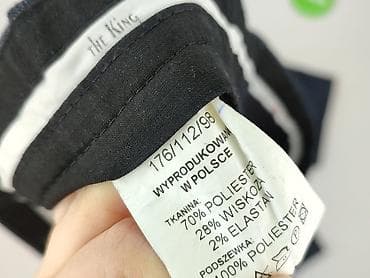 THE KING
176/112/98
WYPRODUKOWANO
W POLSCE
TKANINA:
70% POLIESTER
28% WISKOZA
2% ELASTAN
PODSZEWKA:
100% POLIESTER